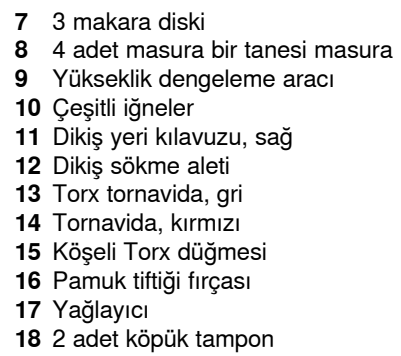 7 3 makara diski
8 4 adet masura bir tanesi masura
9 Yükseklik dengeleme aracı
10 Çeşitli iğneler
11 Dikiş yeri kılavuzu, sağ
12 Dikiş sökme aleti
13 Torx tornavida, gri
14 Tornavida, kırmızı
15 Köşeli Torx düğmesi
16 Pamuk tiftiği fırçası
17 Yağlayıcı
18 2 adet köpük tampon